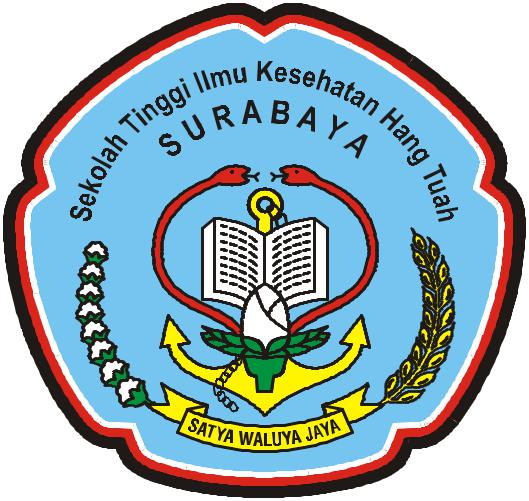 Sekolah Tinggi Ilmu Kesehatan Hang Tuah
SURABAYA
SATYA WALUYA JAYA